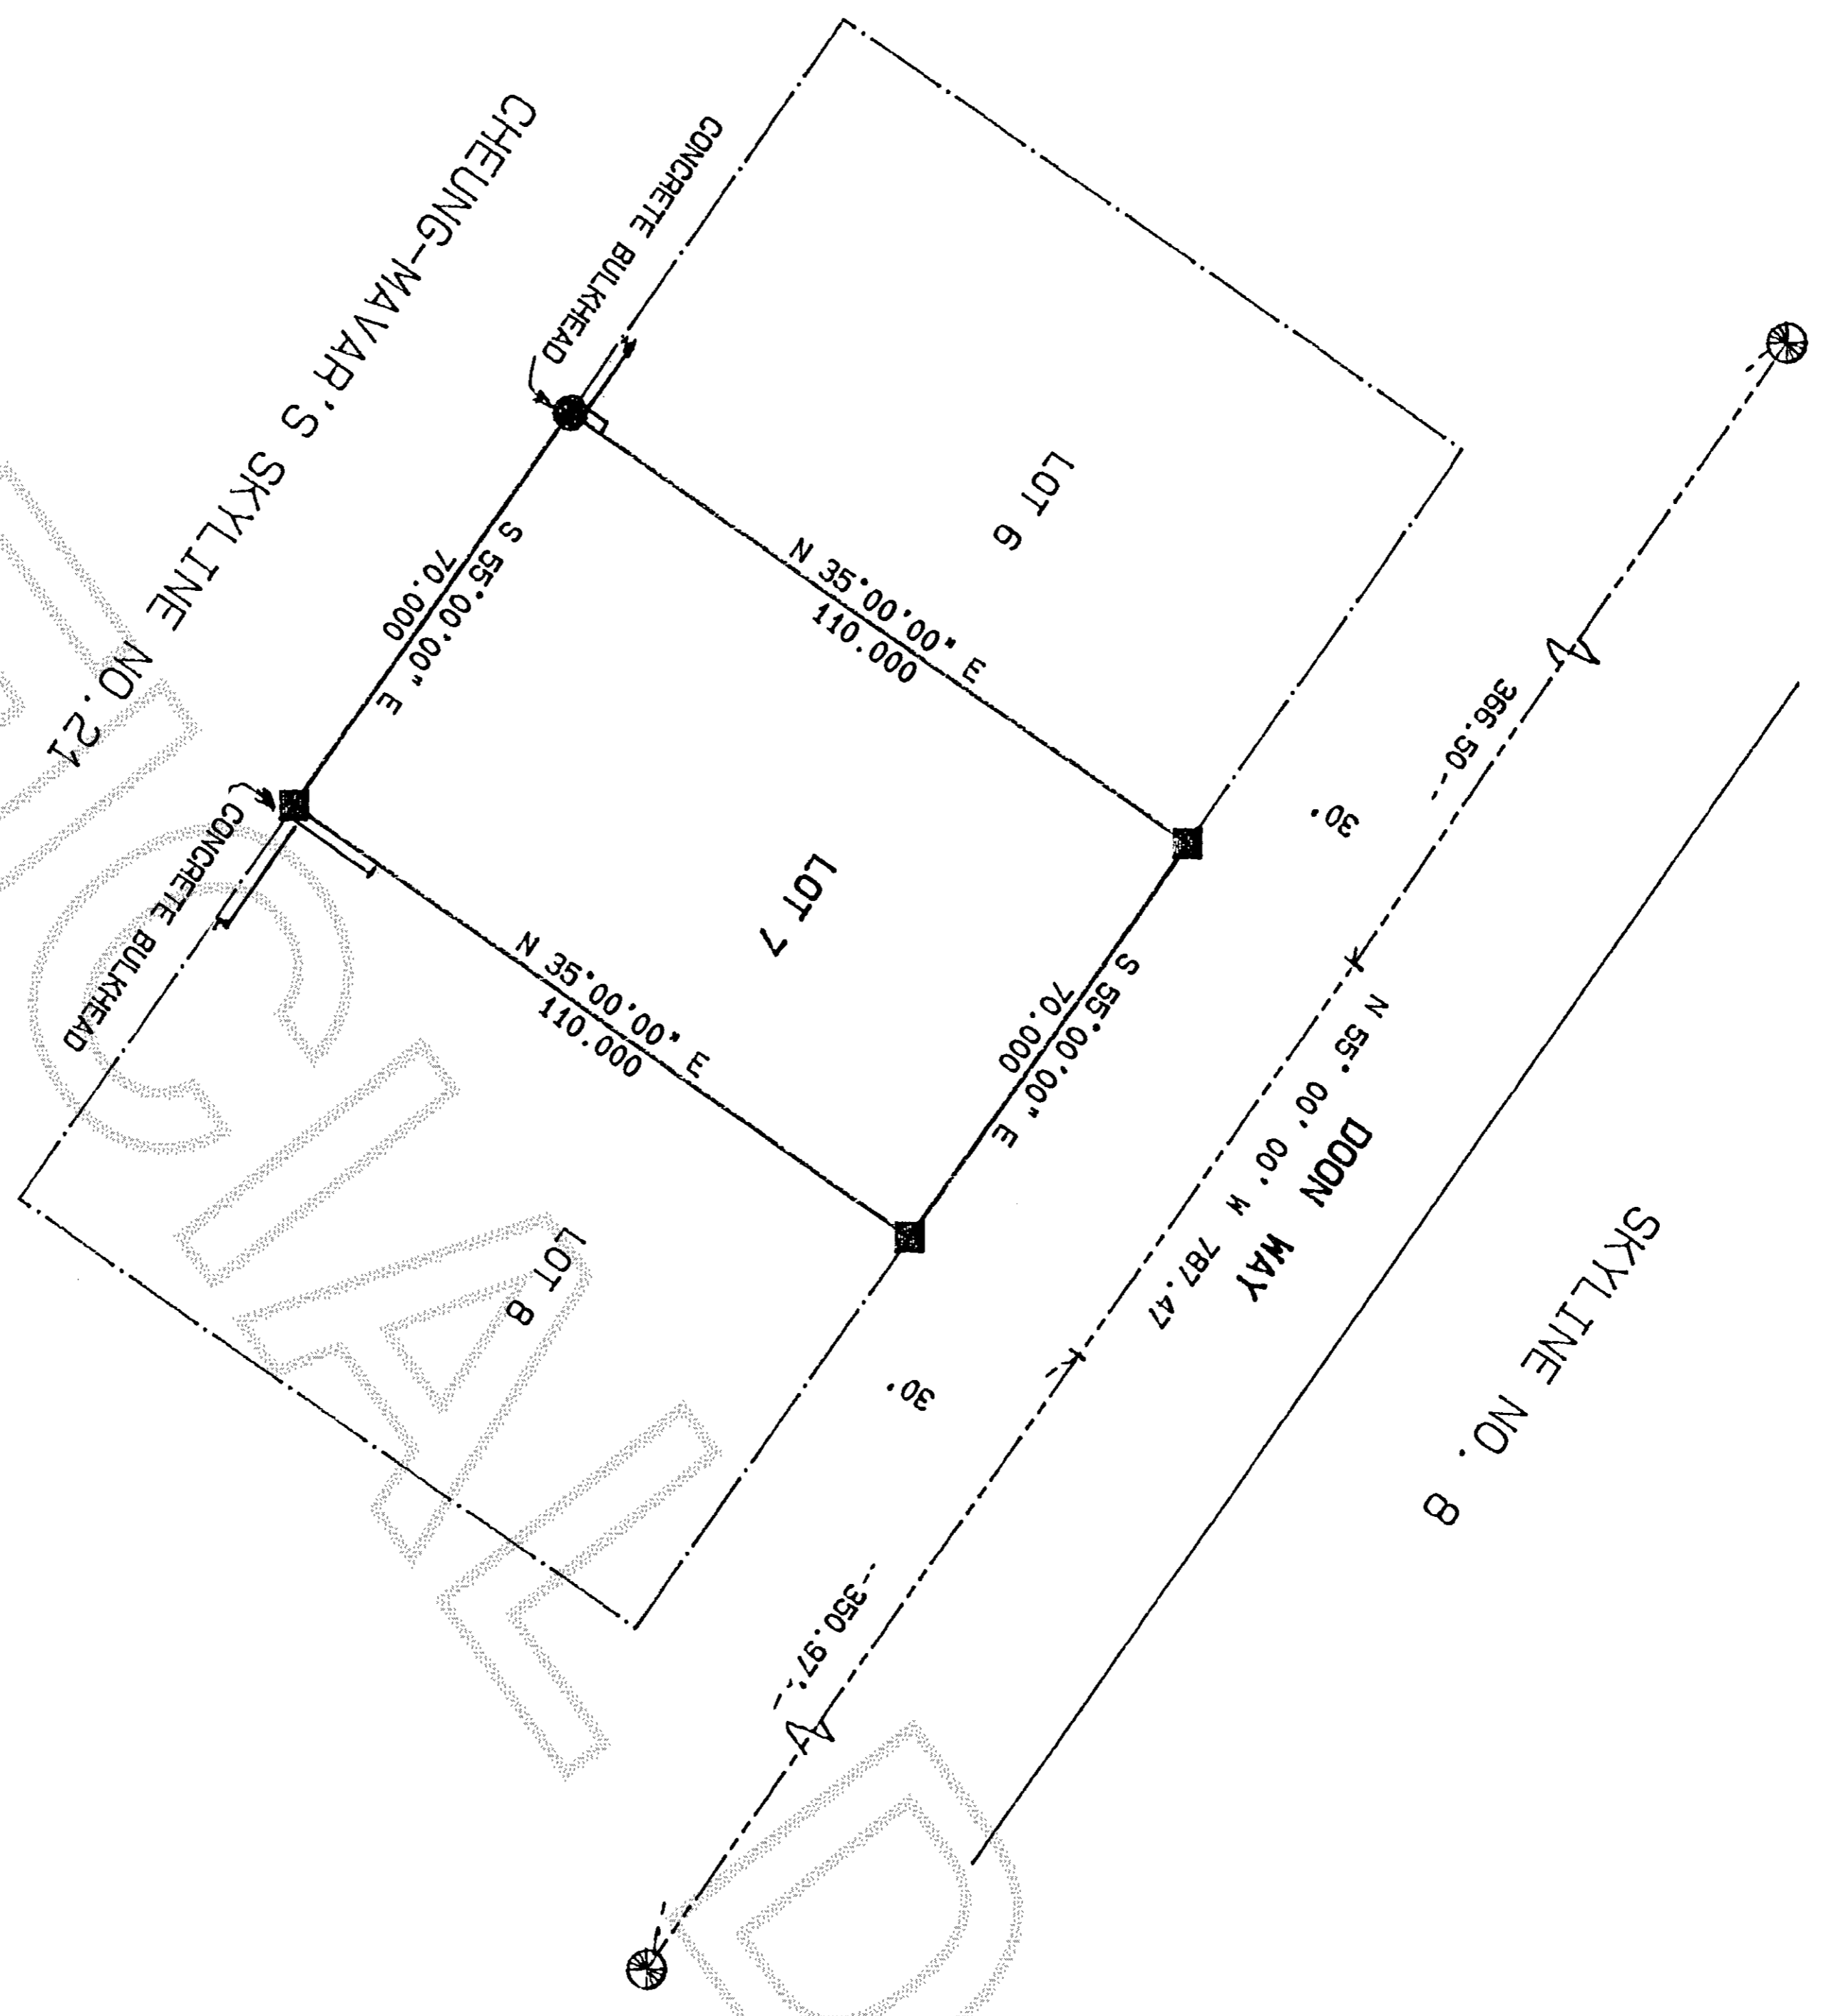 SKYLINE NO. 8
DOON WAY
N 55° 00' 00" W 787.47
366.50
350.97'
30'
30'
LOT 6
LOT 7
LOT 8
S 55°00'00" E
70.000
N 35°00'00" E
110.000
N 35°00'00" E
110.000
S 55°00'00" E
70.000
CONCRETE BULKHEAD
CONCRETE BULKHEAD
CHEUNG-MAVAR'S SKYLINE NO.21
CIAL
D